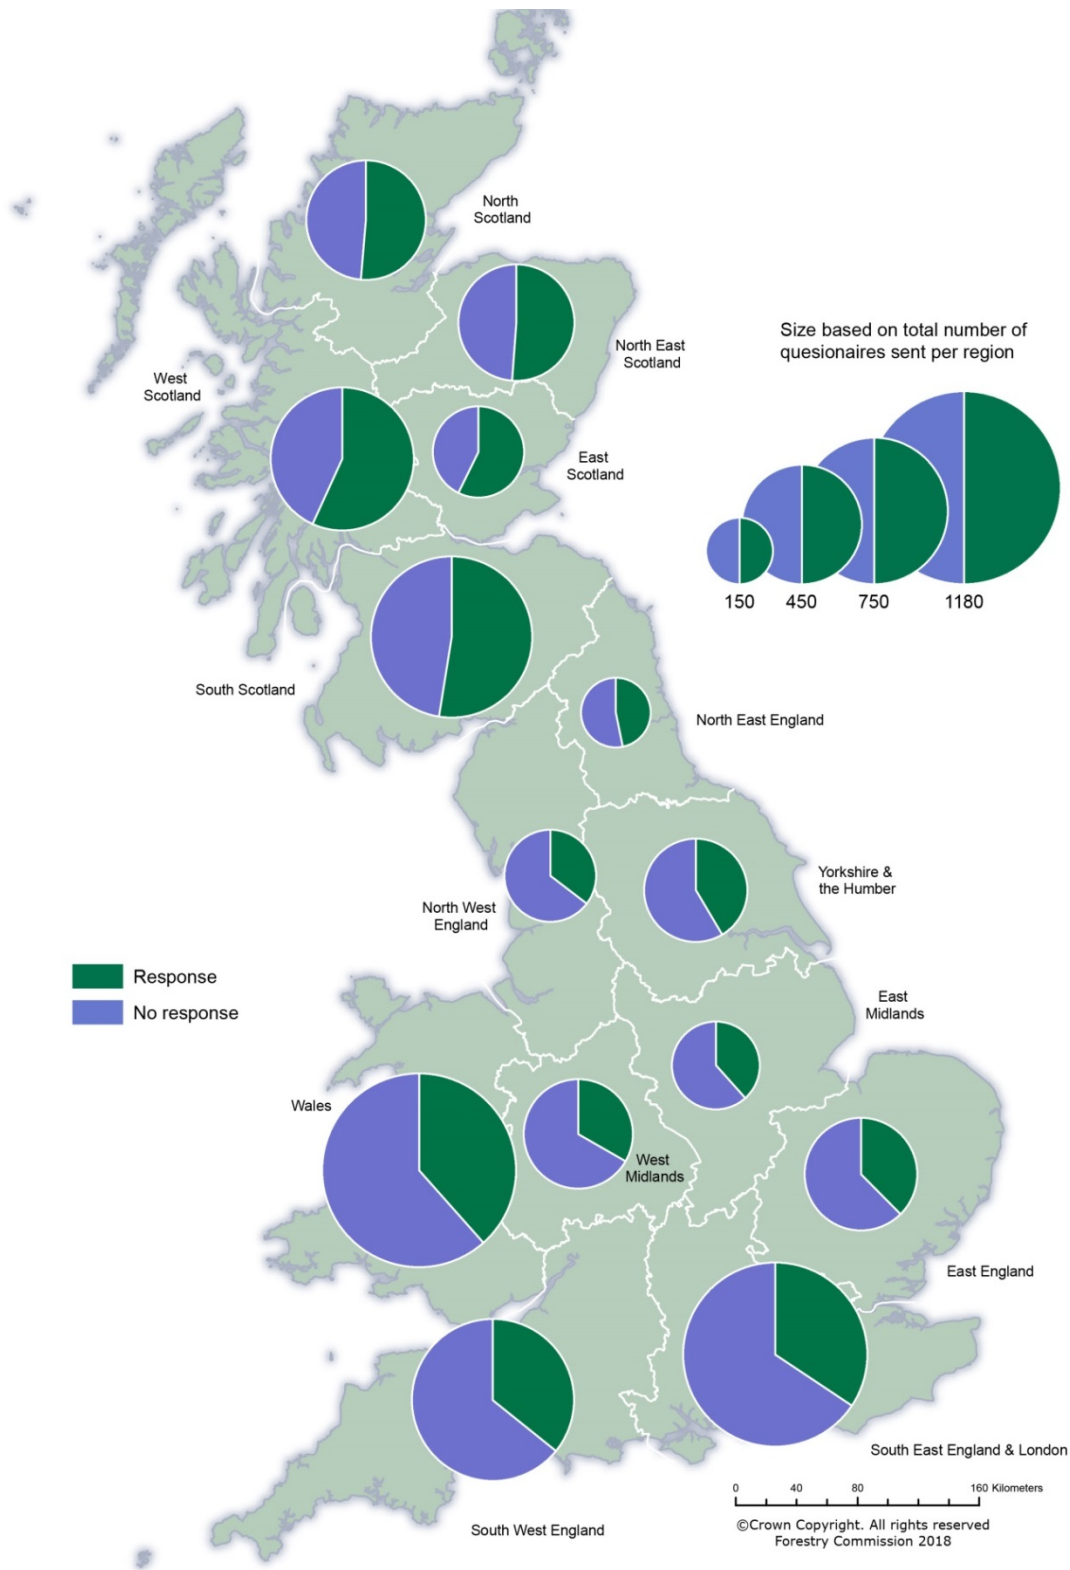 North
Scotland
Size based on total number of
quesionaires sent per region
North East
Scotland
West
Scotland
East
Scotland
150
450
750
1180
South Scotland
North East England
Yorkshire &
the Humber
North West
England
Response
No response
East
Midlands
Wales
West
Midlands
East England
South East England & London
0
40
80
160 Kilometers
©Crown Copyright. All rights reserved
Forestry Commission 2018
South West England